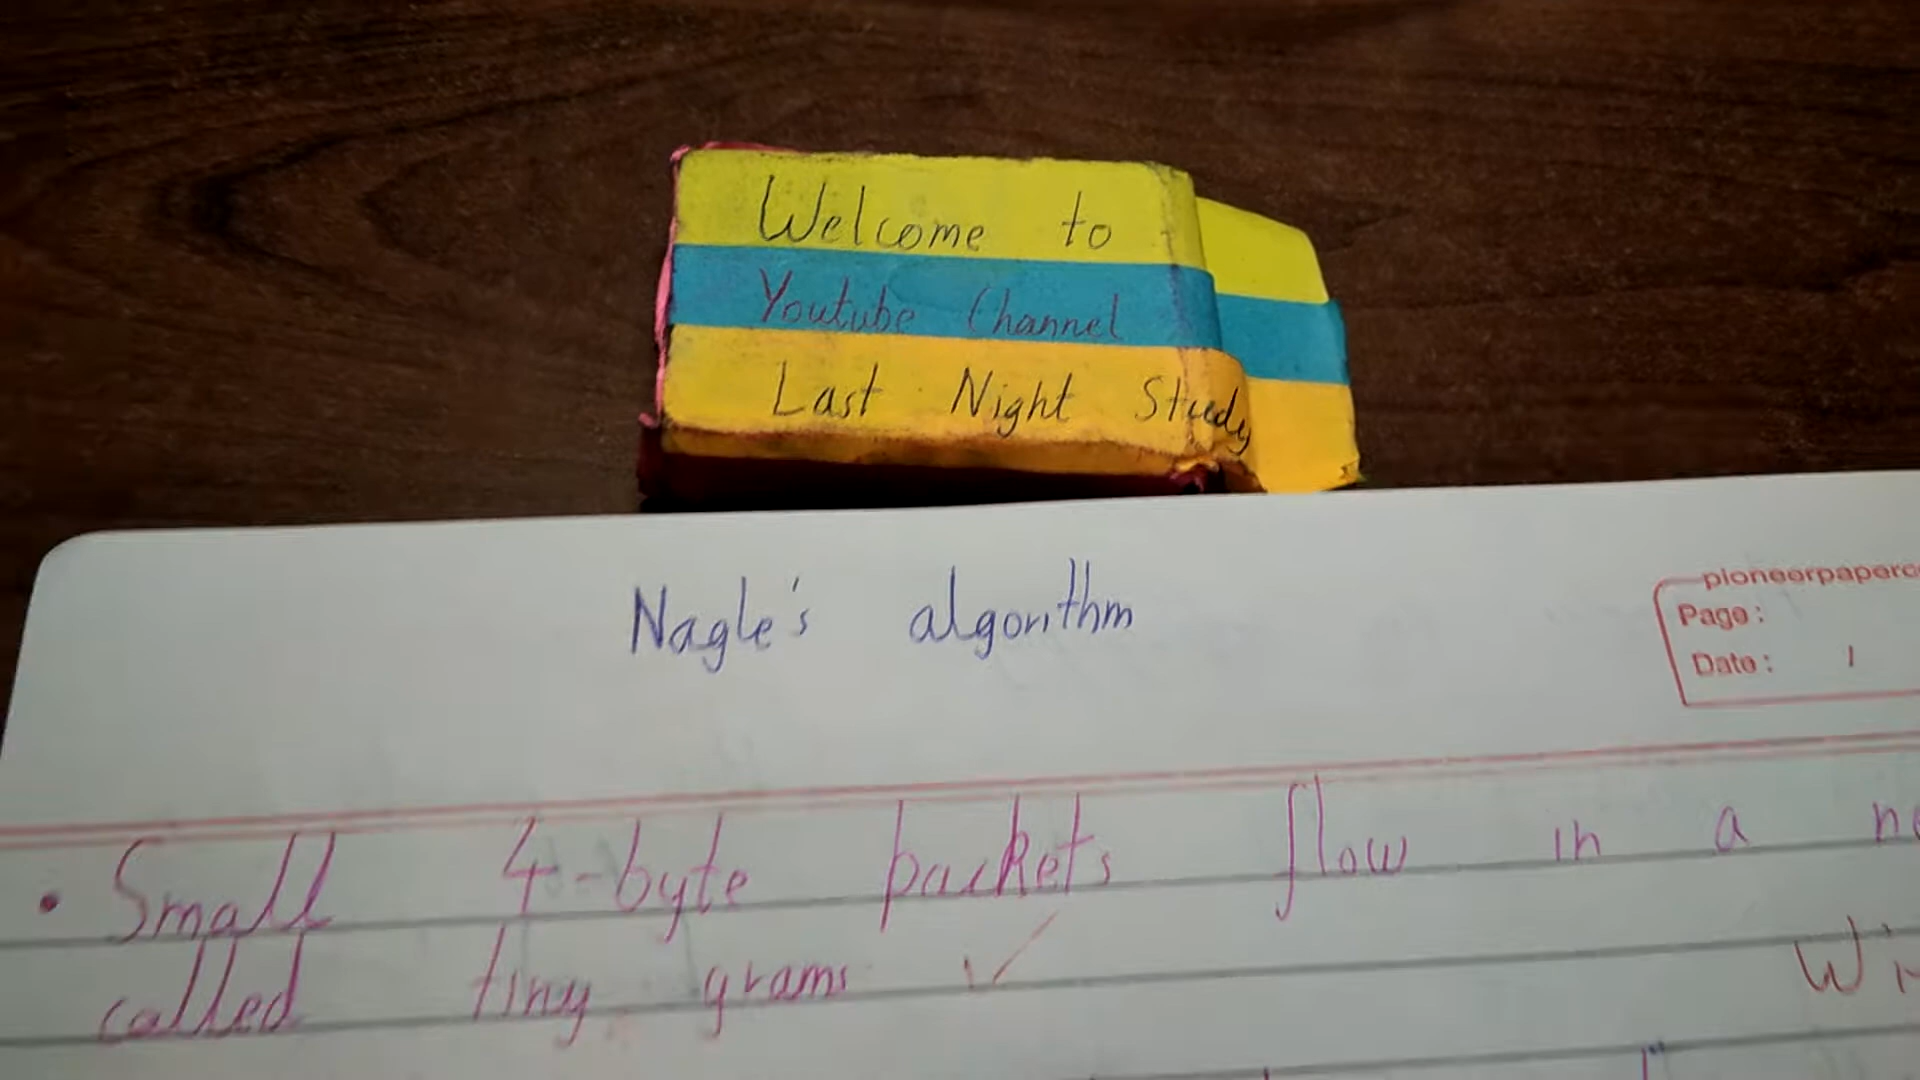 Welcome to
Youtube Channel
Last Night Study
Nagle's algorithm
Page:
Date: /
• Small 4-byte packets flow in a
called tiny grams ✓